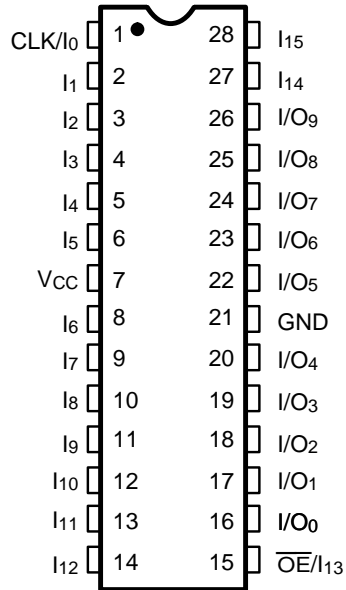 CLK/I0 1 28 I15
I1 2 27 I14
I2 3 26 I/O9
I3 4 25 I/O8
I4 5 24 I/O7
I5 6 23 I/O6
VCC 7 22 I/O5
I6 8 21 GND
I7 9 20 I/O4
I8 10 19 I/O3
I9 11 18 I/O2
I10 12 17 I/O1
I11 13 16 I/O0
I12 14 15 O̅E̅/I13